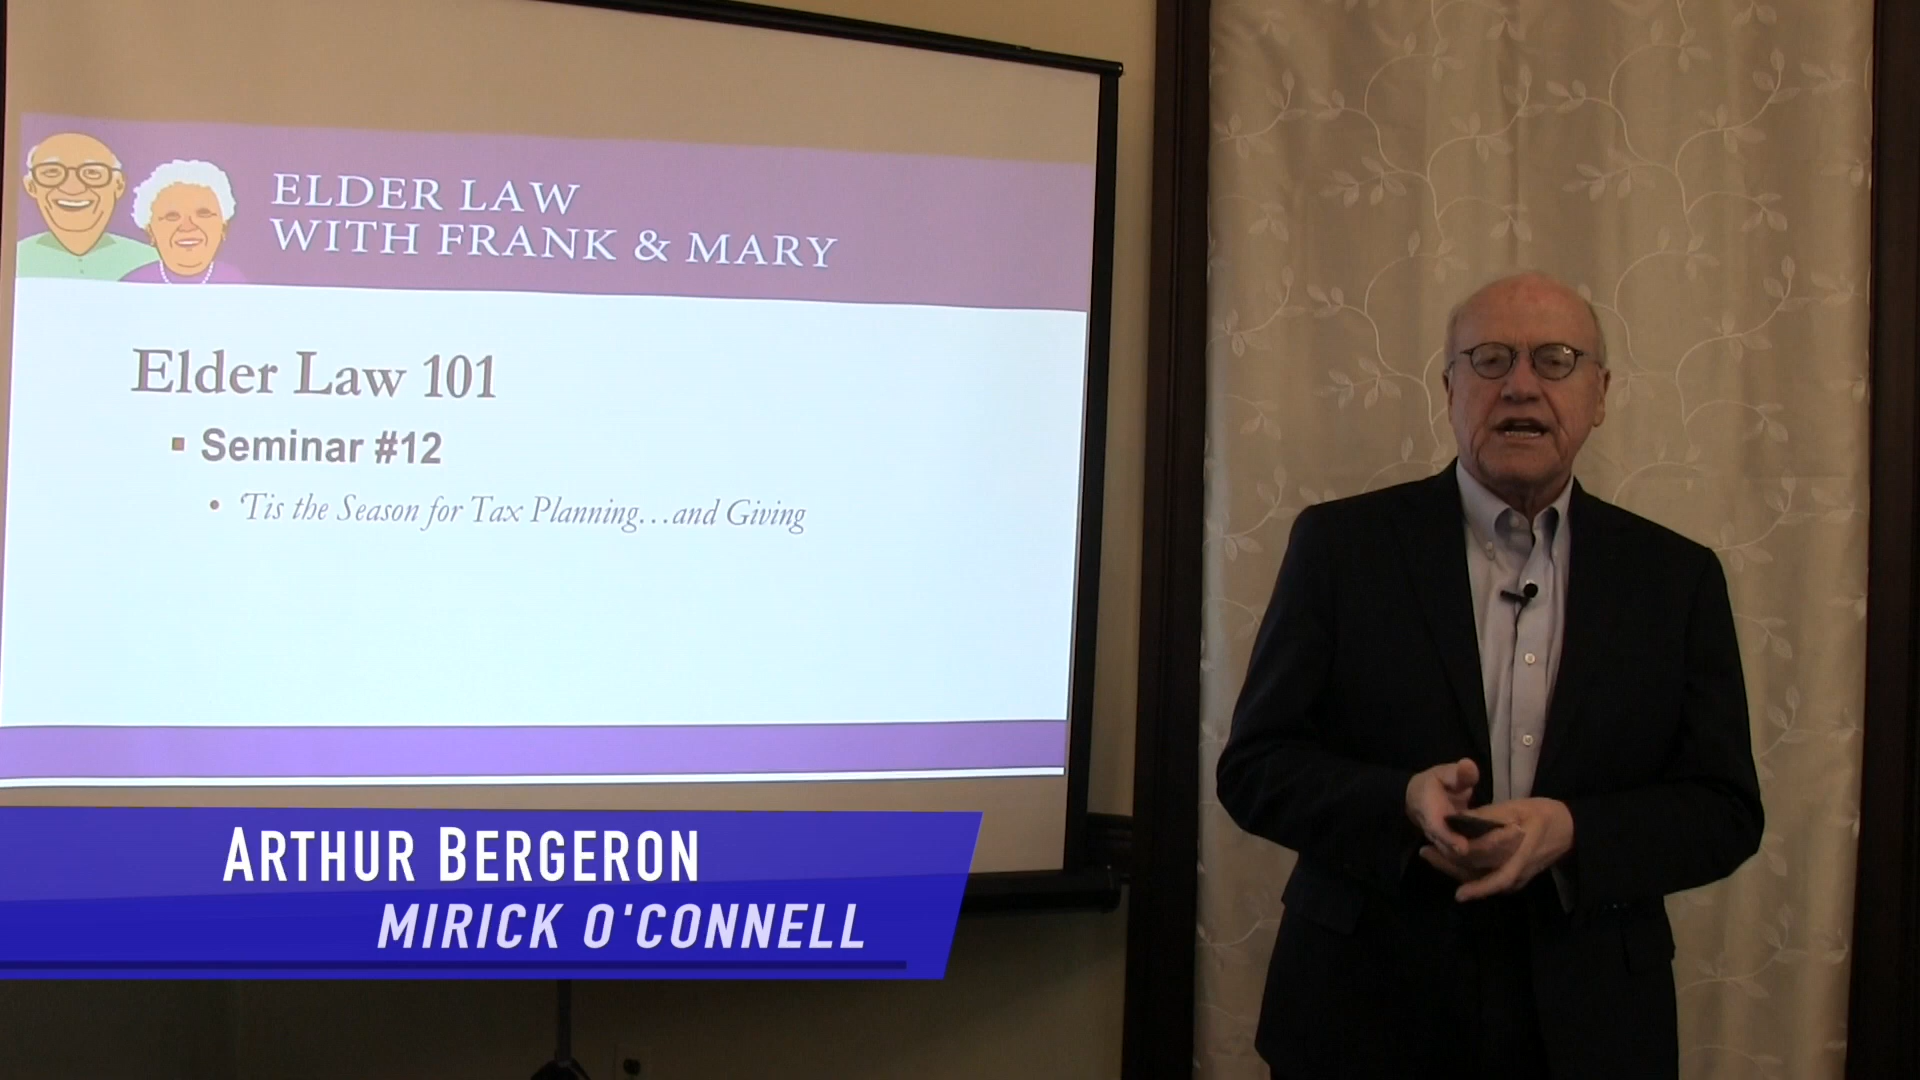 ELDER LAW
WITH FRANK & MARY
Elder Law 101
Seminar #12
'Tis the Season for Tax Planning...and Giving
ARTHUR BERGERON
MIRICK O'CONNELL